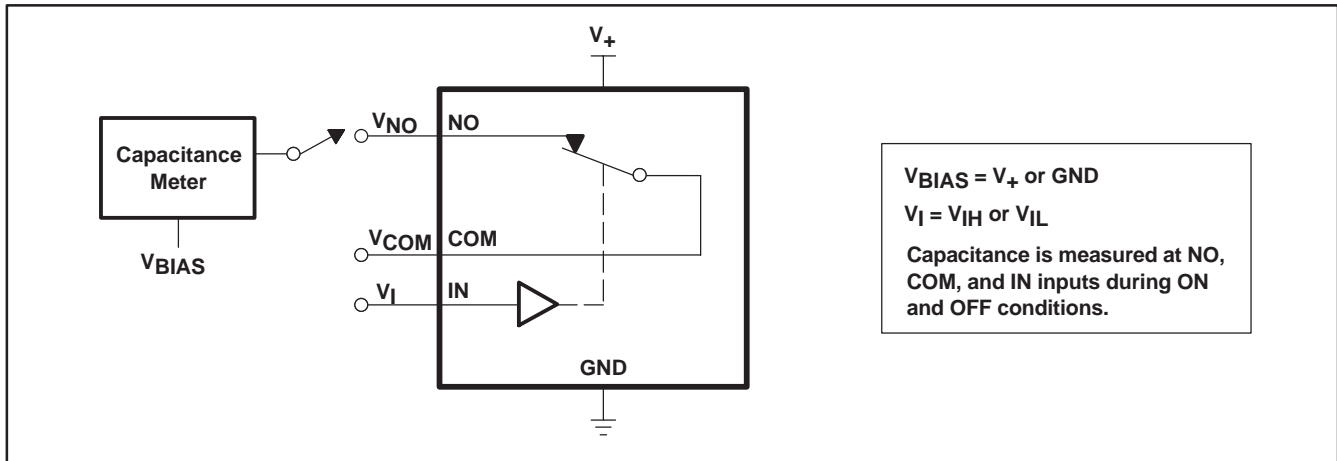 V+
VNO
NO
Capacitance
Meter
VBIAS
VCOM
COM
VI
IN
GND
VBIAS = V+ or GND
VI = VIH or VIL
Capacitance is measured at NO,
COM, and IN inputs during ON
and OFF conditions.